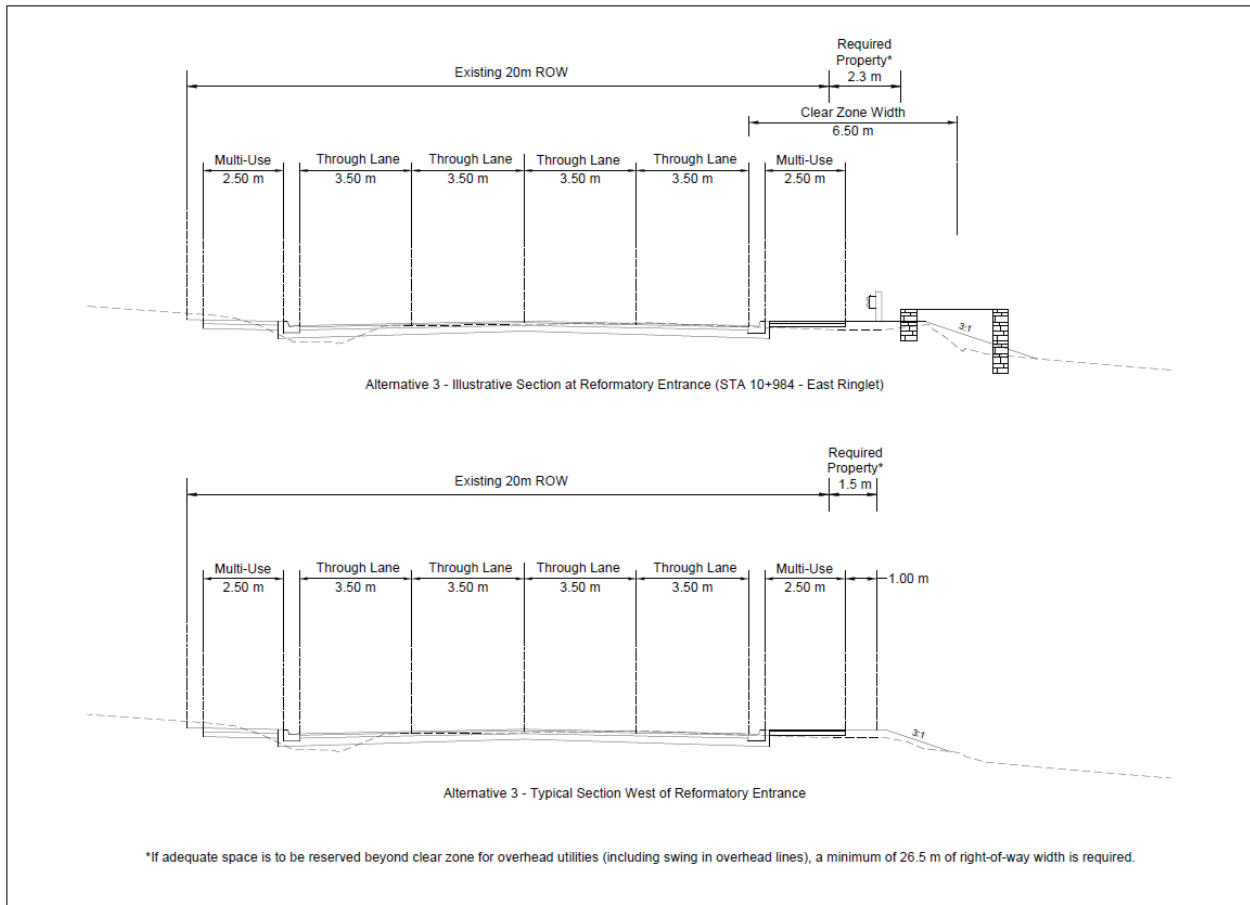 Required
Property*
2.3 m
Existing 20m ROW
Clear Zone Width
6.50 m
Multi-Use
2.50 m
Through Lane
3.50 m
Through Lane
3.50 m
Through Lane
3.50 m
Through Lane
3.50 m
Multi-Use
2.50 m
3:1
Alternative 3 - Illustrative Section at Reformatory Entrance (STA 10+984 - East Ringlet)
Required
Property*
1.5 m
Existing 20m ROW
Multi-Use
2.50 m
Through Lane
3.50 m
Through Lane
3.50 m
Through Lane
3.50 m
Through Lane
3.50 m
Multi-Use
2.50 m
1.00 m
3:1
Alternative 3 - Typical Section West of Reformatory Entrance
*If adequate space is to be reserved beyond clear zone for overhead utilities (including swing in overhead lines), a minimum of 26.5 m of right-of-way width is required.